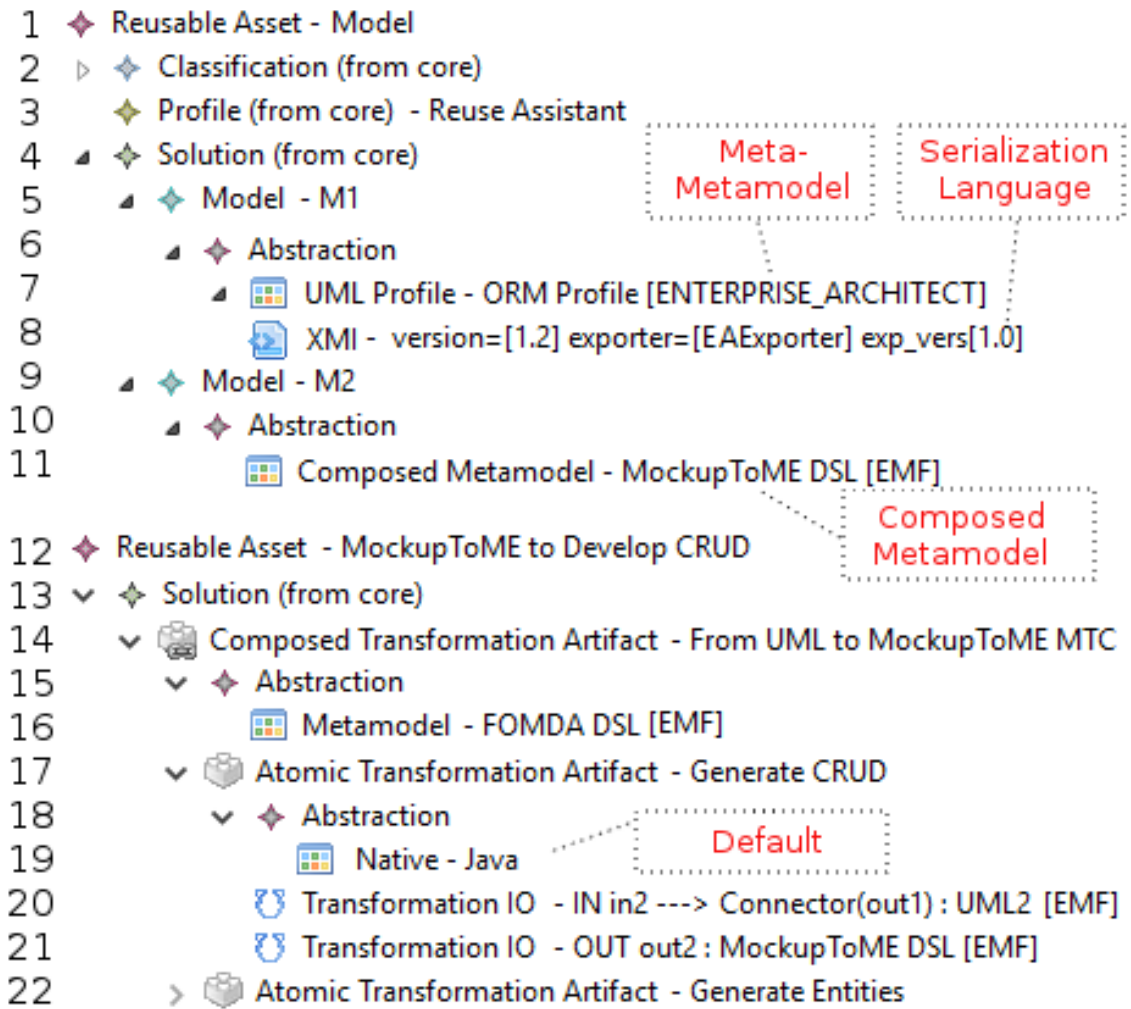 1 Reusable Asset - Model
2 Classification (from core)
3 Profile (from core) - Reuse Assistant
4 Solution (from core)
Meta-
Metamodel
Serialization
Language
5 Model - M1
6 Abstraction
7 UML Profile - ORM Profile [ENTERPRISE_ARCHITECT]
8 XMI - version=[1.2] exporter=[EAExporter] exp_vers[1.0]
9 Model - M2
10 Abstraction
11 Composed Metamodel - MockupToME DSL [EMF]
Composed
Metamodel
12 Reusable Asset - MockupToME to Develop CRUD
13 Solution (from core)
14 Composed Transformation Artifact - From UML to MockupToME MTC
15 Abstraction
16 Metamodel - FOMDA DSL [EMF]
17 Atomic Transformation Artifact - Generate CRUD
18 Abstraction
Default
19 Native - Java
20 Transformation IO - IN in2 ---> Connector(out1) : UML2 [EMF]
21 Transformation IO - OUT out2 : MockupToME DSL [EMF]
22 Atomic Transformation Artifact - Generate Entities